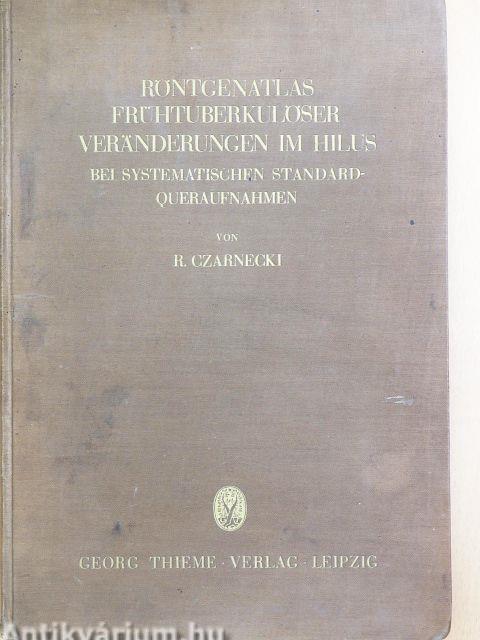 RÖNTGENATLAS
FRÜHTUBERKULÖSER
VERÄNDERUNGEN IM HILUS
BEI SYSTEMATISCHEN STANDARD-
QUERAUFNAHMEN
VON
R. CZARNECKI
GEORG THIEME · VERLAG · LEIPZIG
Antikvárium.hu